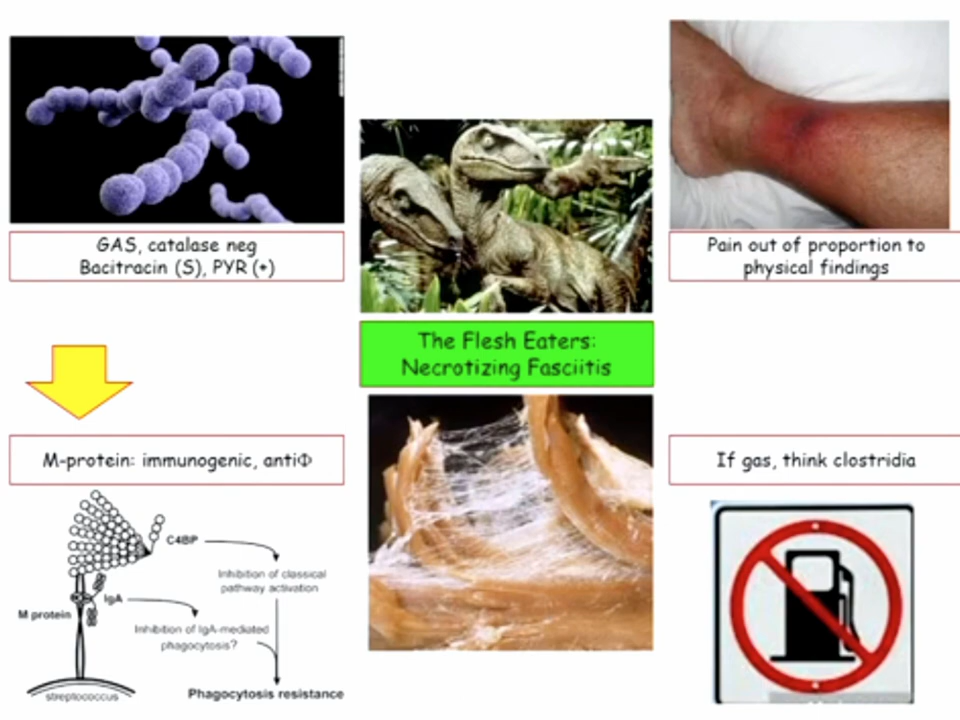 GAS, catalase neg
Bacitracin (S), PYR (+)
Pain out of proportion to
physical findings
The Flesh Eaters:
Necrotizing Fasciitis
M-protein: immunogenic, antiΦ
If gas, think clostridia
C4BP
Inhibition of classical
pathway activation
IgA
M protein
Inhibition of IgA-mediated
phagocytosis?
Phagocytosis resistance
streptococcus